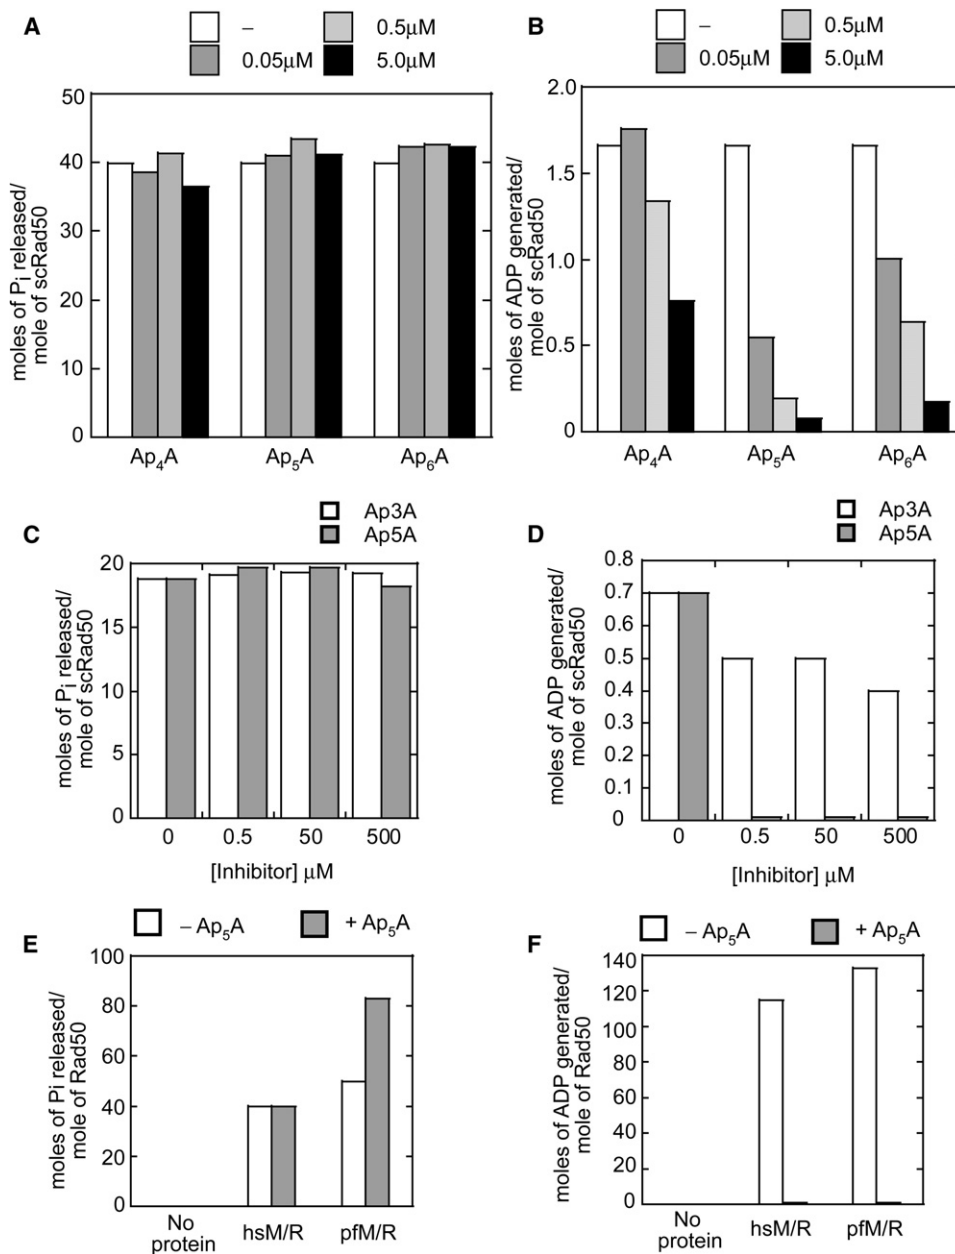 A
–
0.5µM
0.05µM
5.0µM
moles of Pi released/
mole of scRad50
50
40
30
20
10
0
Ap4A
Ap5A
Ap6A
B
–
0.5µM
0.05µM
5.0µM
moles of ADP generated/
mole of scRad50
2.0
1.5
1.0
0.5
0
Ap4A
Ap5A
Ap6A
C
Ap3A
Ap5A
moles of Pi released/
mole of scRad50
20
15
10
5
0
0
0.5
50
500
[Inhibitor] µM
D
Ap3A
Ap5A
moles of ADP generated/
mole of scRad50
0.8
0.7
0.6
0.5
0.4
0.3
0.2
0.1
0
0
0.5
50
500
[Inhibitor] µM
E
– Ap5A
+ Ap5A
moles of Pi released/
mole of Rad50
100
80
60
40
20
0
No
protein
hsM/R
pfM/R
F
– Ap5A
+ Ap5A
moles of ADP generated/
mole of Rad50
140
120
100
80
60
40
20
0
No
protein
hsM/R
pfM/R